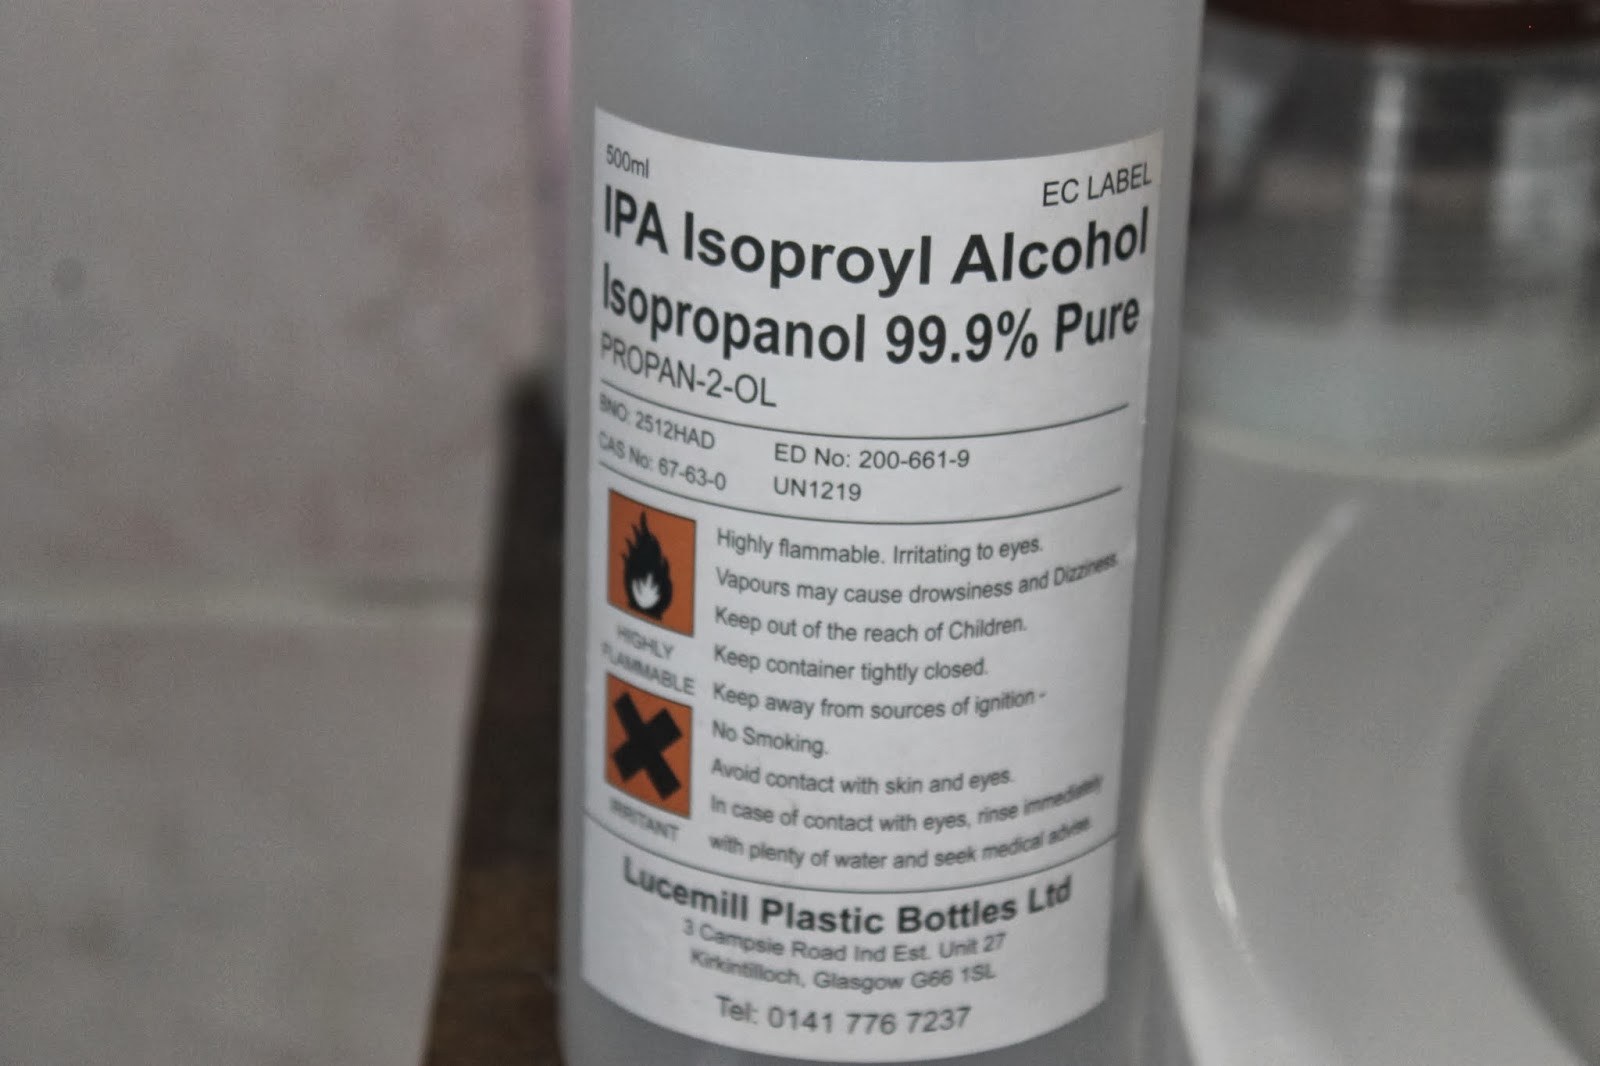 500ml
EC LABEL
IPA Isoproyl Alcohol
Isopropanol 99.9% Pure
PROPAN-2-OL
BNO: 2512HAD
ED No: 200-661-9
CAS No: 67-63-0
UN1219
HIGHLY
FLAMMABLE
Highly flammable. Irritating to eyes.
Vapours may cause drowsiness and Dizziness.
Keep out of the reach of Children.
Keep container tightly closed.
Keep away from sources of ignition -
No Smoking.
Avoid contact with skin and eyes.
In case of contact with eyes, rinse immediately
with plenty of water and seek medical advise.
IRRITANT
Lucemill Plastic Bottles Ltd
3 Campsie Road Ind Est. Unit 27
Kirkintilloch, Glasgow G66 1SL
Tel: 0141 776 7237